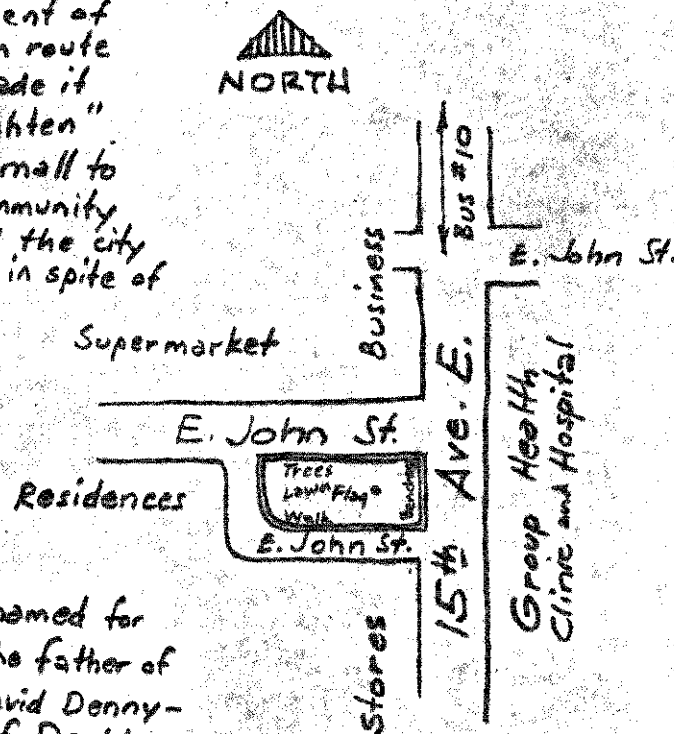 ent of
n route
ade it
ghten"
small to
mmunity
the city
in spite of
NORTH
Bus #10
Business
E. John St.
Supermarket
E. John St.
Trees
Lawn Flag
Walk
Benches
Residences
E. John St.
15th Ave. E.
Group Health
Clinic and Hospital
Stores
named for
he father of
vid Denny-